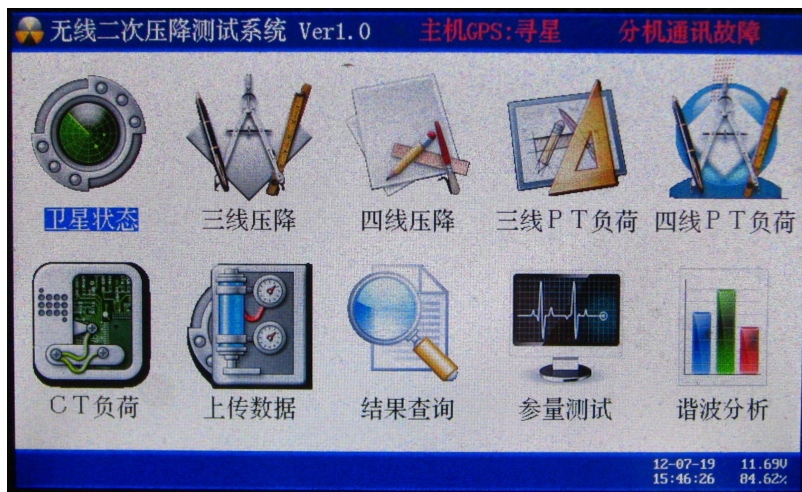 无线二次压降测试系统 Ver1.0 主机GPS:寻星 分机通讯故障
卫星状态 三线压降 四线压降 三线PT负荷 四线PT负荷
CT负荷 上传数据 结果查询 参量测试 谐波分析
12-07-19 11.69V
15:46:26 84.62%